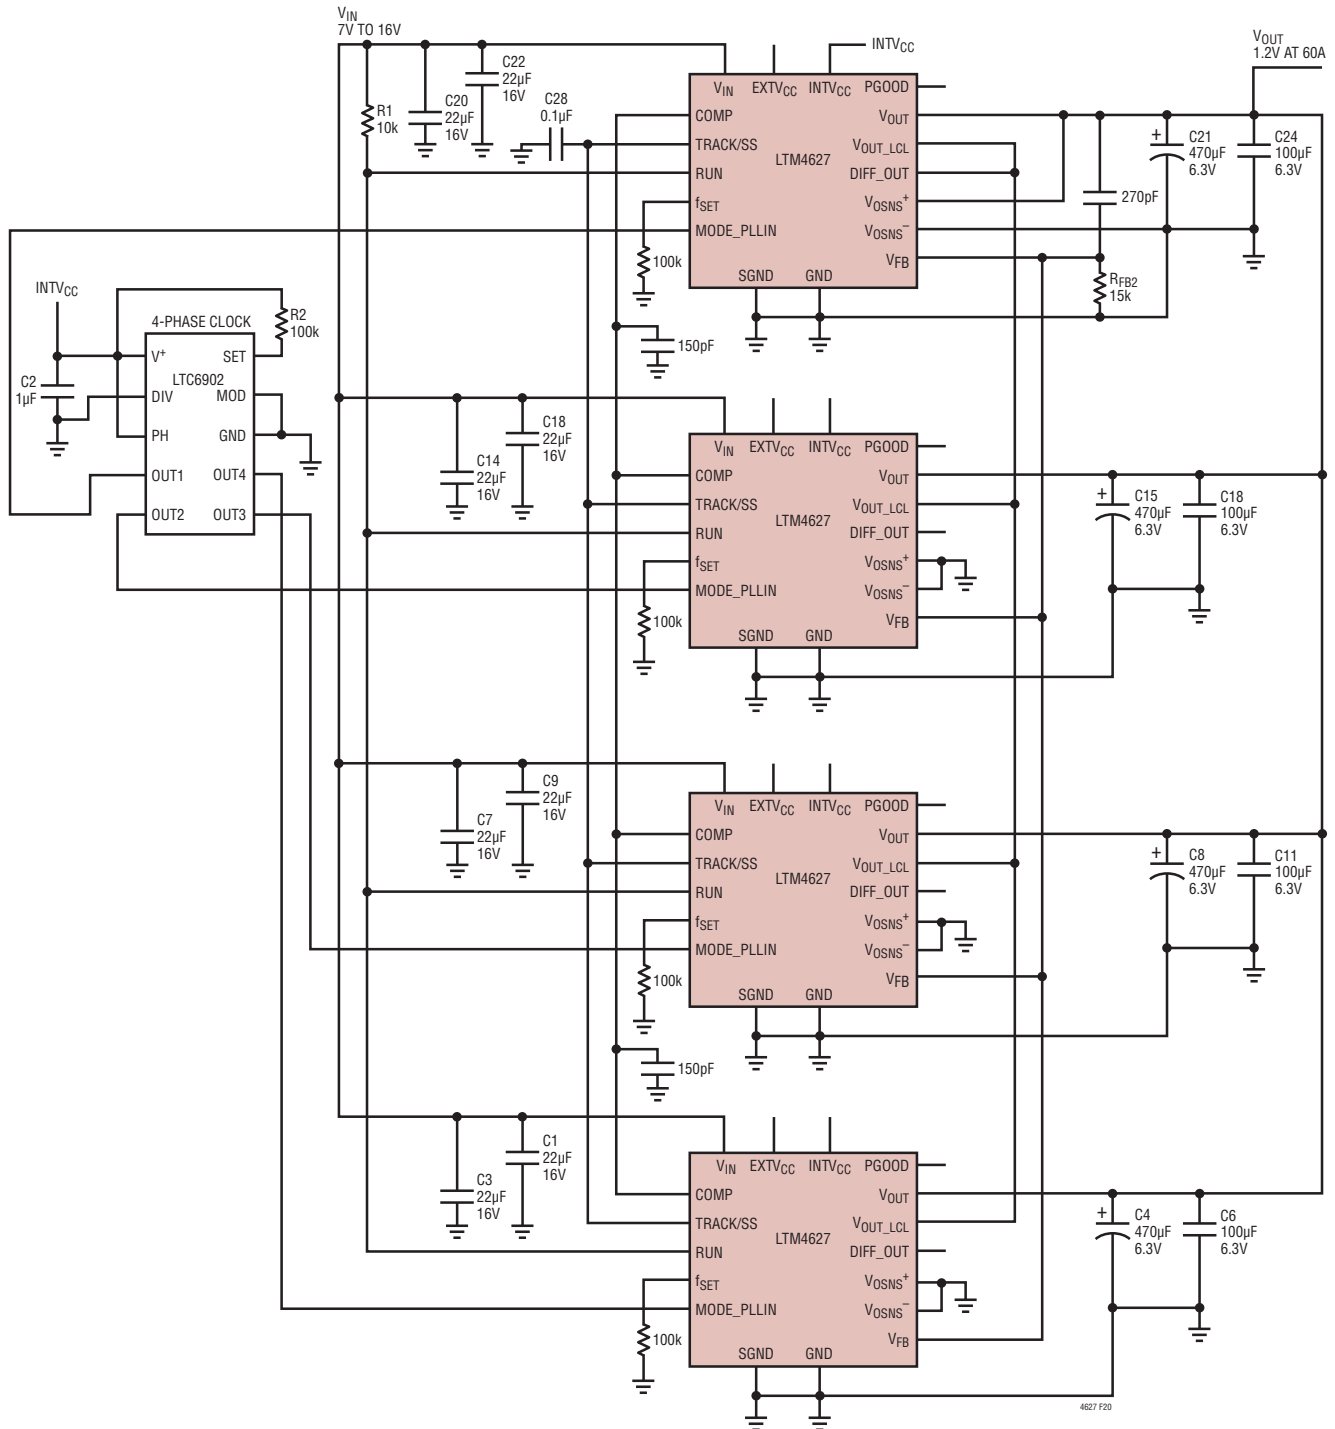 VIN
7V TO 16V
C22
22µF
16V
C20
22µF
16V
R1
10k
C28
0.1µF
INTVCC
VOUT
1.2V AT 60A
VIN
EXTVCC
INTVCC
PGOOD
COMP
VOUT
TRACK/SS
VOUT_LCL
LTM4627
RUN
DIFF_OUT
fSET
VOSNS+
MODE_PLLIN
VOSNS–
VFB
SGND
GND
100k
C21
470µF
6.3V
+
C24
100µF
6.3V
270pF
RFB2
15k
150pF
INTVCC
R2
100k
4-PHASE CLOCK
V+
SET
LTC6902
C2
1µF
DIV
MOD
PH
GND
OUT1
OUT4
OUT2
OUT3
C18
22µF
16V
C14
22µF
16V
VIN
EXTVCC
INTVCC
PGOOD
COMP
VOUT
TRACK/SS
VOUT_LCL
LTM4627
RUN
DIFF_OUT
fSET
VOSNS+
MODE_PLLIN
VOSNS–
VFB
SGND
GND
100k
+
C15
470µF
6.3V
C18
100µF
6.3V
C9
22µF
16V
C7
22µF
16V
VIN
EXTVCC
INTVCC
PGOOD
COMP
VOUT
TRACK/SS
VOUT_LCL
LTM4627
RUN
DIFF_OUT
fSET
VOSNS+
MODE_PLLIN
VOSNS–
VFB
SGND
GND
100k
+
C8
470µF
6.3V
C11
100µF
6.3V
150pF
C1
22µF
16V
C3
22µF
16V
VIN
EXTVCC
INTVCC
PGOOD
COMP
VOUT
TRACK/SS
VOUT_LCL
LTM4627
RUN
DIFF_OUT
fSET
VOSNS+
MODE_PLLIN
VOSNS–
VFB
SGND
GND
100k
+
C4
470µF
6.3V
C6
100µF
6.3V
4627 F20